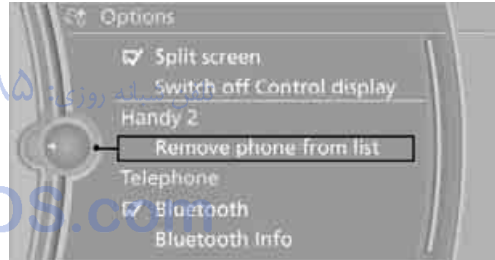 Options
Split screen
Switch off Control display
Handy 2
Remove phone from list
Telephone
Bluetooth
Bluetooth Info